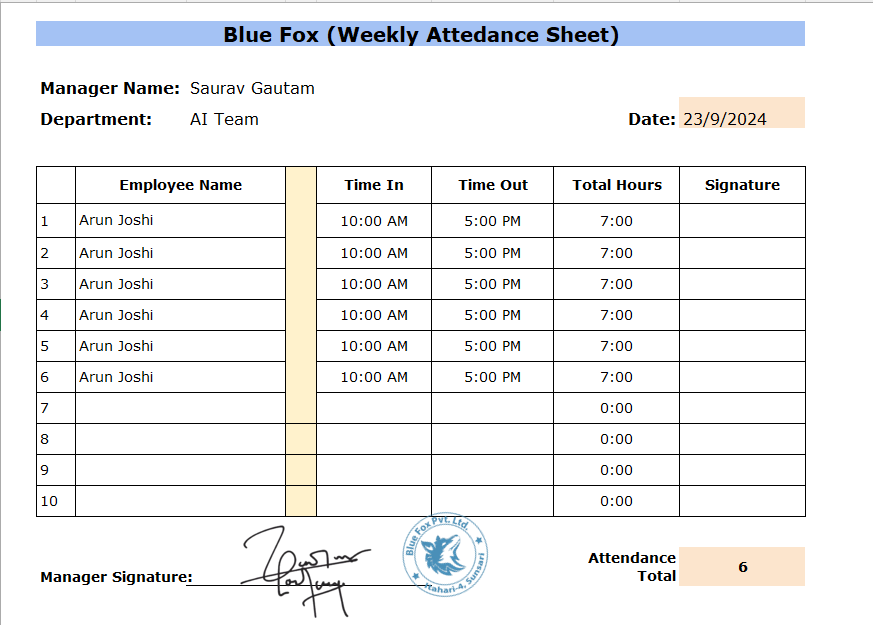 Blue Fox (Weekly Attedance Sheet)
Manager Name: Saurav Gautam
Department: AI Team Date: 23/9/2024
Employee Name Time In Time Out Total Hours Signature
1 Arun Joshi 10:00 AM 5:00 PM 7:00
2 Arun Joshi 10:00 AM 5:00 PM 7:00
3 Arun Joshi 10:00 AM 5:00 PM 7:00
4 Arun Joshi 10:00 AM 5:00 PM 7:00
5 Arun Joshi 10:00 AM 5:00 PM 7:00
6 Arun Joshi 10:00 AM 5:00 PM 7:00
7 0:00
8 0:00
9 0:00
10 0:00
Blue Fox Pvt. Ltd.
Itahari-4, Sunsari
Manager Signature:
Attendance
Total 6